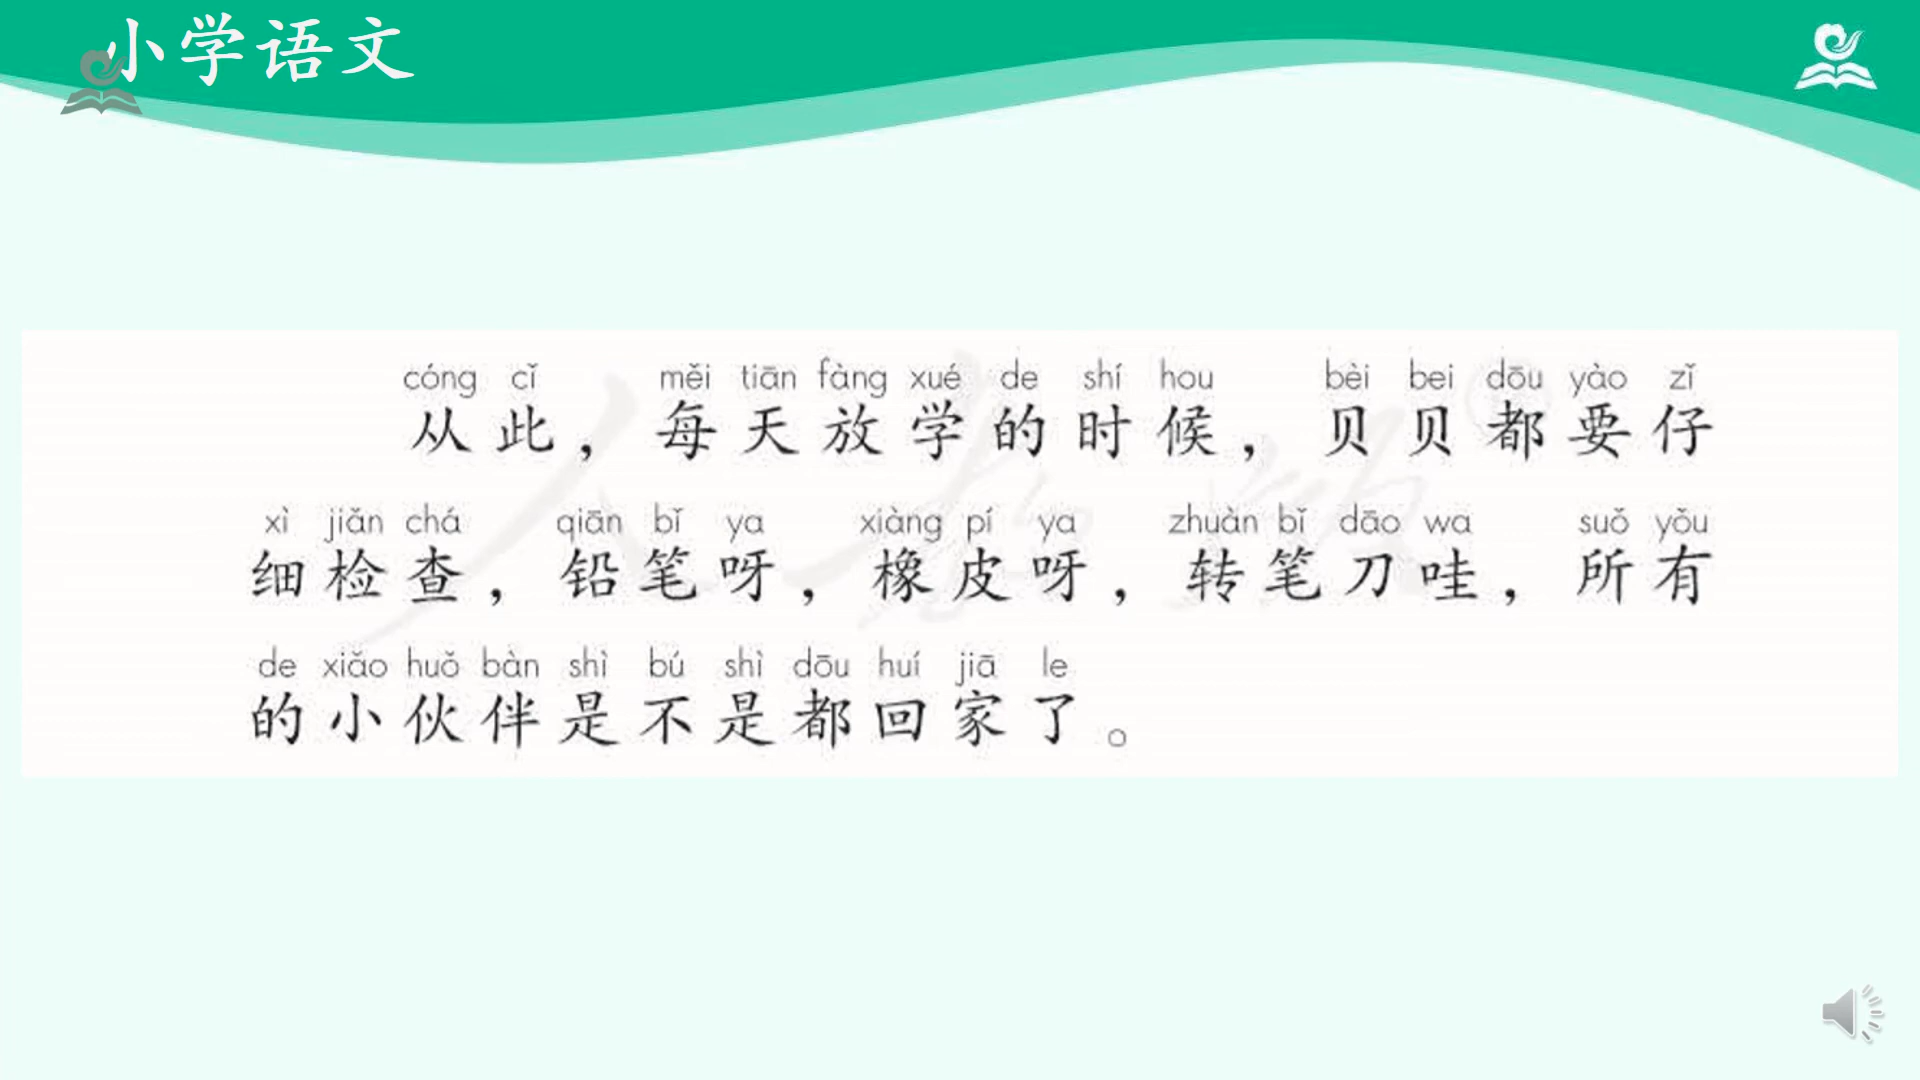 小学语文
cóng cǐ měi tiān fàng xué de shí hou bèi bei dōu yào zǐ
从此，每天放学的时候，贝贝都要仔
xì jiǎn chá qiān bǐ ya xiàng pí ya zhuàn bǐ dāo wa suǒ yǒu
细检查，铅笔呀，橡皮呀，转笔刀哇，所有
de xiǎo huǒ bàn shì bú shì dōu huí jiā le
的小伙伴是不是都回家了。